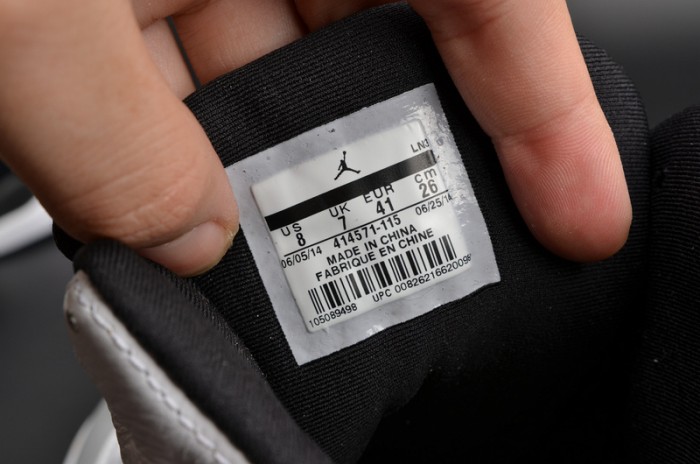 LN3
US UK EUR cm
8 7 41 26
06/05/14 414571-115 06/25/14
MADE IN CHINA
FABRIQUE EN CHINE
105089498 UPC 00826216620098